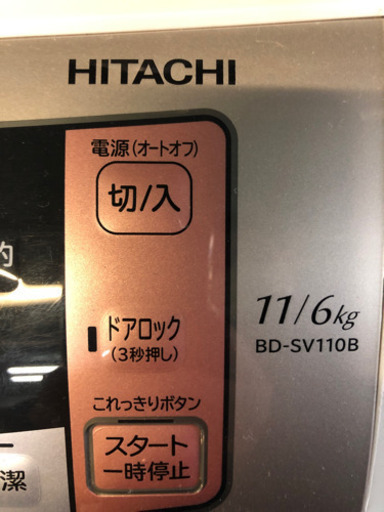 HITACHI
電源(オートオフ)
切/入
約
11/6kg
ドアロック
(3秒押し)
BD-SV110B
これっきりボタン
スタート
一時停止
潔